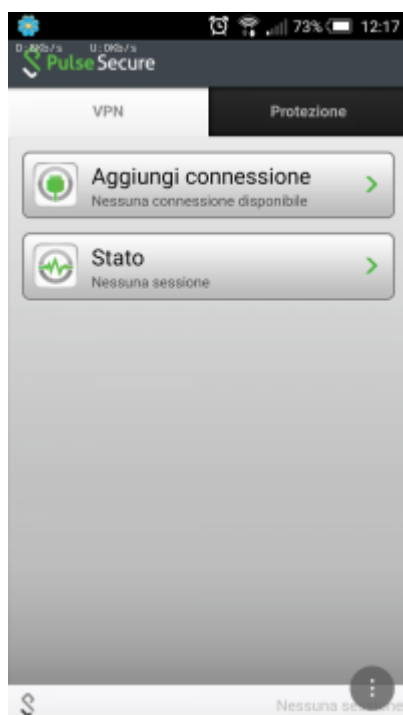 73% 12:17
U: 0Kb/s
Pulse Secure
VPN
Protezione
Aggiungi connessione
Nessuna connessione disponibile
Stato
Nessuna sessione
Nessuna